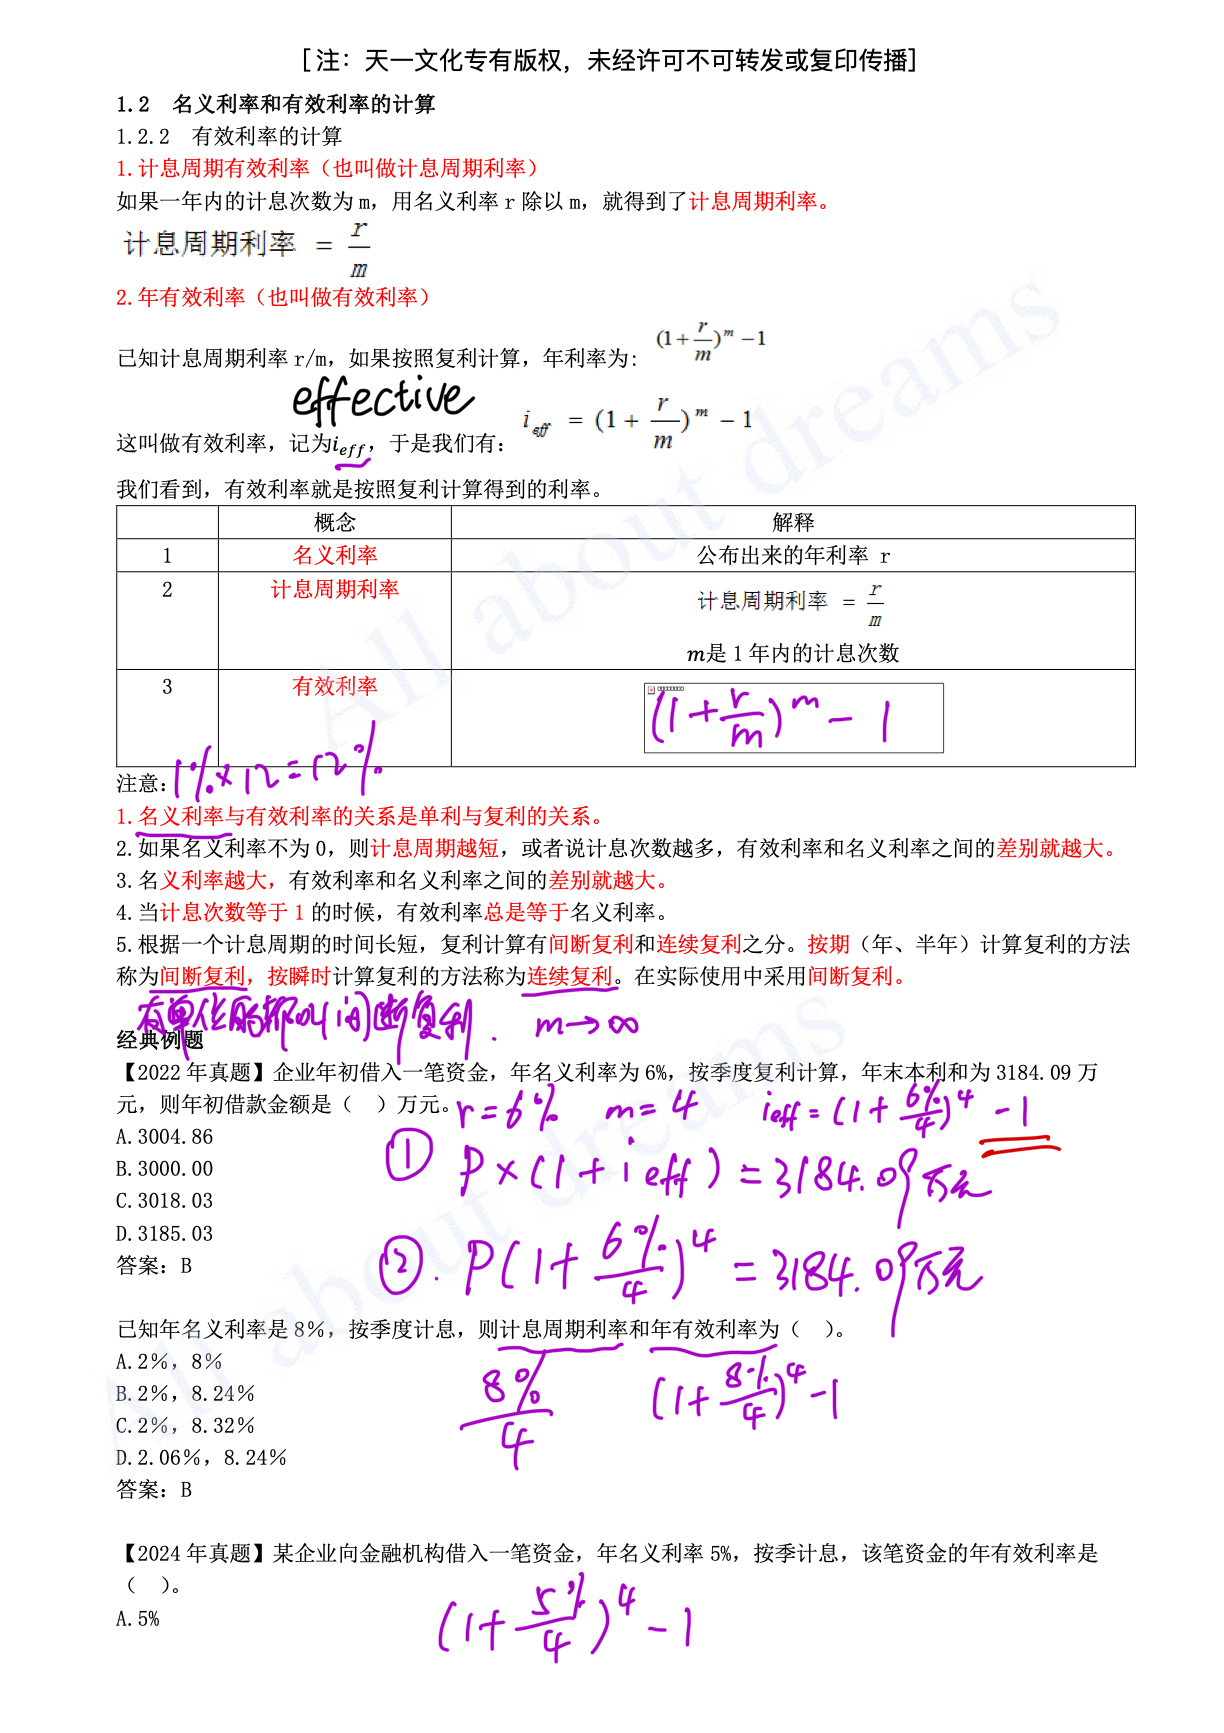 [注：天一文化专有版权，未经许可不可转发或复印传播]
1.2 名义利率和有效利率的计算
1.2.2 有效利率的计算
1.计息周期有效利率（也叫做计息周期利率）
如果一年内的计息次数为 m，用名义利率 r 除以 m，就得到了计息周期利率。
计息周期利率 = r/m
2.年有效利率（也叫做有效利率）
已知计息周期利率 r/m，如果按照复利计算，年利率为: (1+r/m)^m −1
effective
这叫做有效利率，记为i_eff，于是我们有: i_eff = (1+r/m)^m −1
我们看到，有效利率就是按照复利计算得到的利率。
概念 解释
1 名义利率 公布出来的年利率 r
2 计息周期利率 计息周期利率 = r/m
m是 1 年内的计息次数
3 有效利率 (1+r/m)^m −1
注意: 1%×12=12%
1.名义利率与有效利率的关系是单利与复利的关系。
2.如果名义利率不为 0，则计息周期越短，或者说计息次数越多，有效利率和名义利率之间的差别就越大。
3.名义利率越大，有效利率和名义利率之间的差别就越大。
4.当计息次数等于 1 的时候，有效利率总是等于名义利率。
5.根据一个计息周期的时间长短，复利计算有间断复利和连续复利之分。按期（年、半年）计算复利的方法
称为间断复利，按瞬时计算复利的方法称为连续复利。在实际使用中采用间断复利。
有单位的都叫间断复利. m→∞
经典例题
【2022 年真题】企业年初借入一笔资金，年名义利率为 6%，按季度复利计算，年末本利和为 3184.09 万
元，则年初借款金额是（ ）万元。 r=6% m=4 ieff=(1+6%/4)^4 −1
A.3004.86
① P×(1+ieff)=3184.09万元
B.3000.00
C.3018.03
D.3185.03
② . P(1+6%/4)^4 =3184.09万元
答案：B
已知年名义利率是 8％，按季度计息，则计息周期利率和年有效利率为（ ）。
A.2％，8％
8%/4 (1+8%/4)^4 −1
B.2％，8.24％
C.2％，8.32％
D.2.06％，8.24％
答案：B
【2024 年真题】某企业向金融机构借入一笔资金，年名义利率 5%，按季计息，该笔资金的年有效利率是
（ ）。
A.5%
(1+5%/4)^4 −1
All about dreams
All about dreams